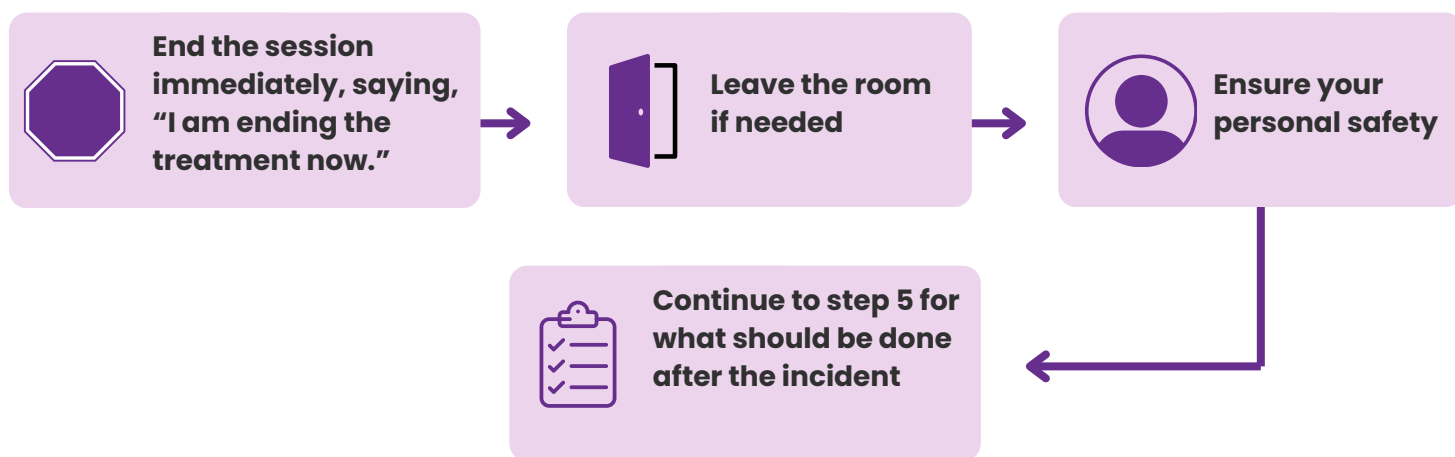 End the session
immediately, saying,
“I am ending the
treatment now.”
Leave the room
if needed
Ensure your
personal safety
Continue to step 5 for
what should be done
after the incident